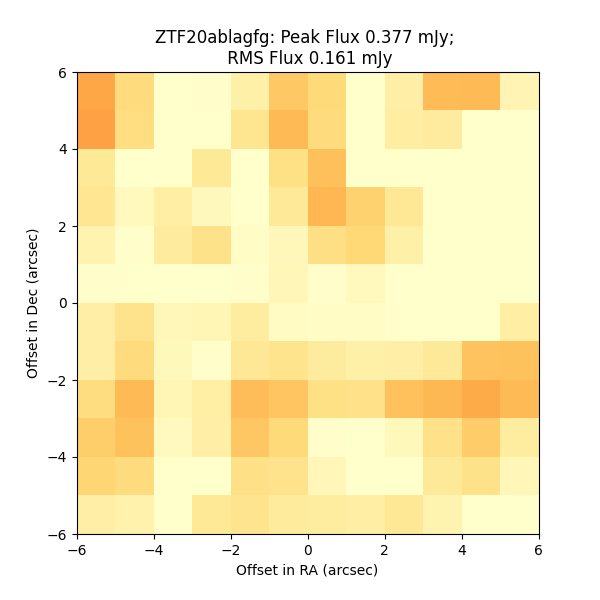 ZTF20ablagfg: Peak Flux 0.377 mJy;
RMS Flux 0.161 mJy
6
4
2
0
−2
−4
−6
Offset in Dec (arcsec)
−6 −4 −2 0 2 4 6
Offset in RA (arcsec)